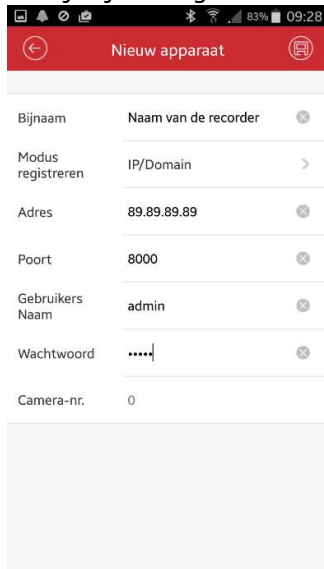 83% 09:28
Nieuw apparaat
Bijnaam Naam van de recorder
Modus
registreren IP/Domain
Adres 89.89.89.89
Poort 8000
Gebruikers
Naam admin
Wachtwoord •••••
Camera-nr. 0